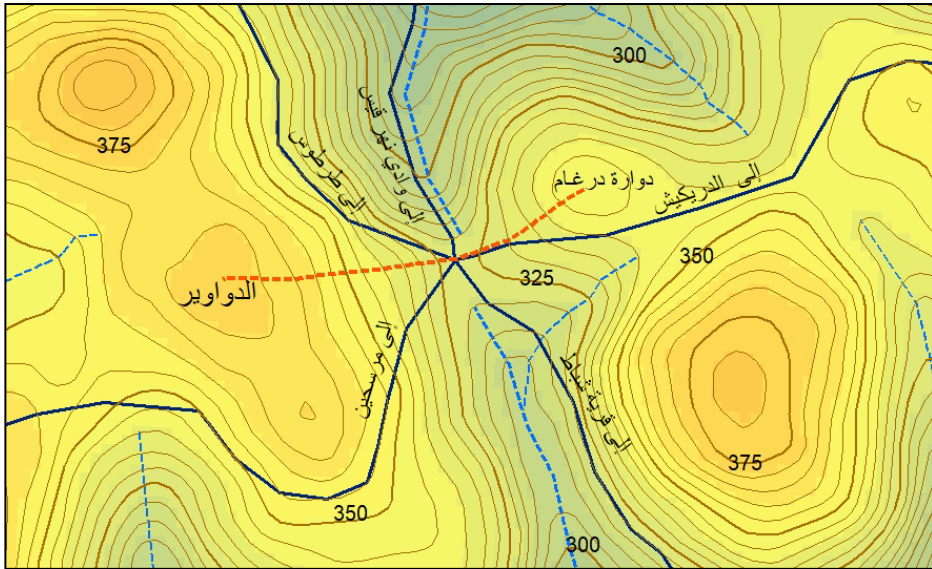 300
375
إلى طرطوس
إلى وادي نهر قيس
دوارة درغام
إلى الدريكيش
350
325
الدواوير
إلى مرسحين
إلى قرية شباط
375
350
300